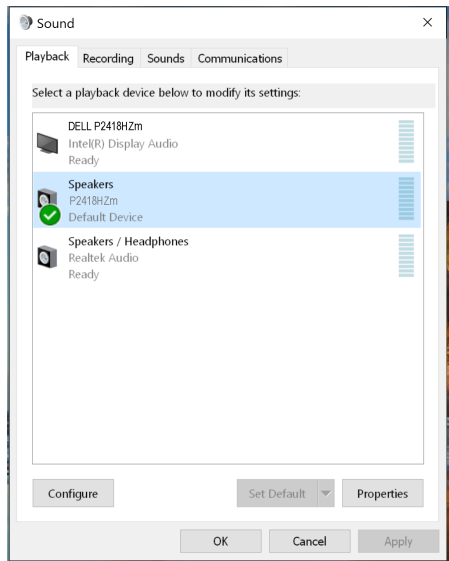 Sound
Playback
Recording
Sounds
Communications
Select a playback device below to modify its settings:
DELL P2418HZm
Intel(R) Display Audio
Ready
Speakers
P2418HZm
Default Device
Speakers / Headphones
Realtek Audio
Ready
Configure
Set Default
Properties
OK
Cancel
Apply